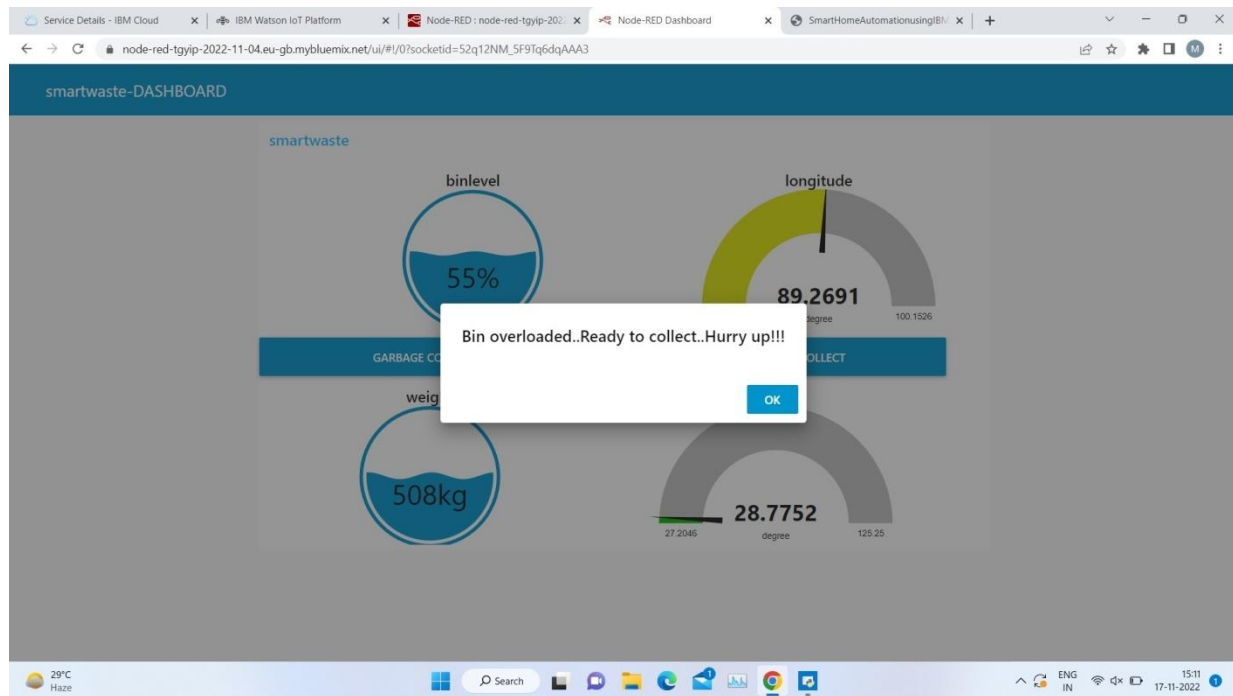 Service Details - IBM Cloud
IBM Watson IoT Platform
Node-RED : node-red-tgyip-202
Node-RED Dashboard
SmartHomeAutomationusingIBM
node-red-tgyip-2022-11-04.eu-gb.mybluemix.net/ui/#!/0?socketid=52q12NM_5F9Tq6dqAAA3
M
smartwaste-DASHBOARD
smartwaste
binlevel
longitude
55%
89.2691
degree
100.1526
Bin overloaded..Ready to collect..Hurry up!!!
OK
GARBAGE CO
OLLECT
weig
508kg
28.7752
27.2046
degree
125.25
29°C
Haze
Search
ENG
IN
15:11
17-11-2022
1